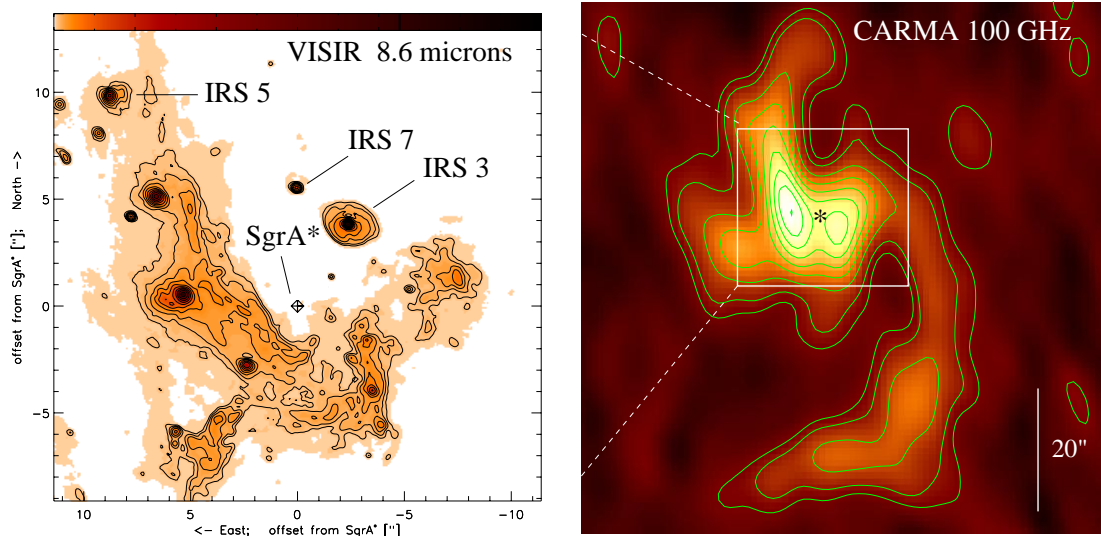 VISIR 8.6 microns
IRS 5
IRS 7
IRS 3
SgrA*
10
5
0
-5
offset from SgrA* ["]; North -->
10 5 0 -5 -10
<-- East; offset from SgrA* ["]
CARMA 100 GHz
*
20"